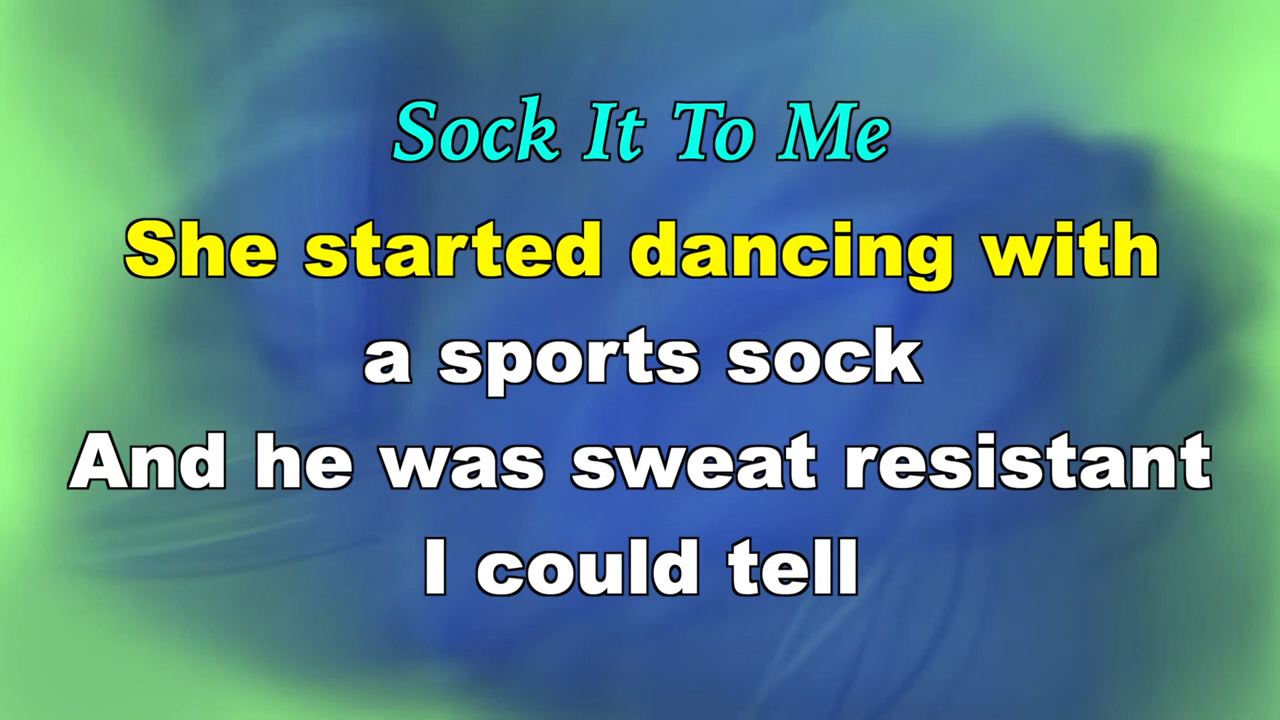 Sock It To Me
She started dancing with
a sports sock
And he was sweat resistant
I could tell